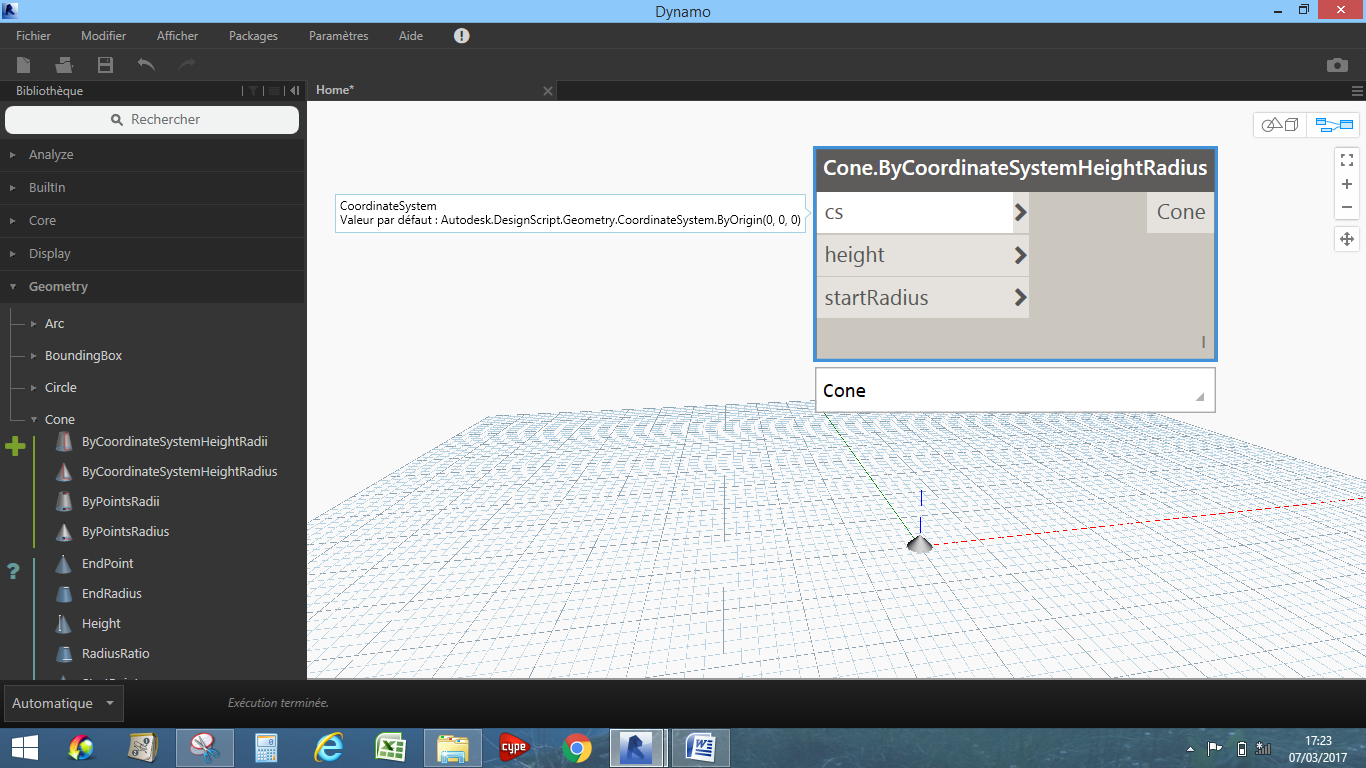 Dynamo
Fichier Modifier Afficher Packages Paramètres Aide
Bibliothèque
Home*
Rechercher
Analyze
BuiltIn
Core
Display
Geometry
Arc
BoundingBox
Circle
Cone
ByCoordinateSystemHeightRadii
ByCoordinateSystemHeightRadius
ByPointsRadii
ByPointsRadius
EndPoint
EndRadius
Height
RadiusRatio
CoordinateSystem
Valeur par défaut : Autodesk.DesignScript.Geometry.CoordinateSystem.ByOrigin(0, 0, 0)
Cone.ByCoordinateSystemHeightRadius
cs Cone
height
startRadius
Cone
Automatique
Exécution terminée.
cype
17:23
07/03/2017